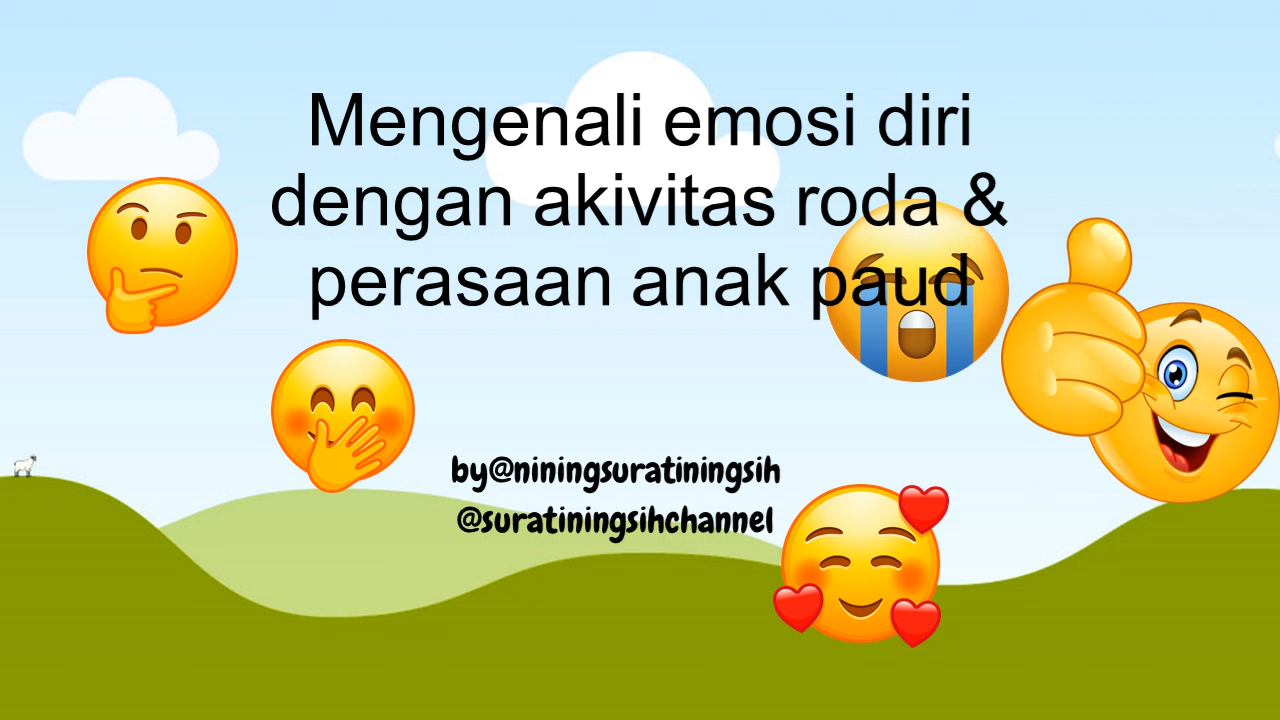 Mengenali emosi diri
dengan akivitas roda &
perasaan anak paud
by@niningsuratiningsih
@suratiningsihchannel